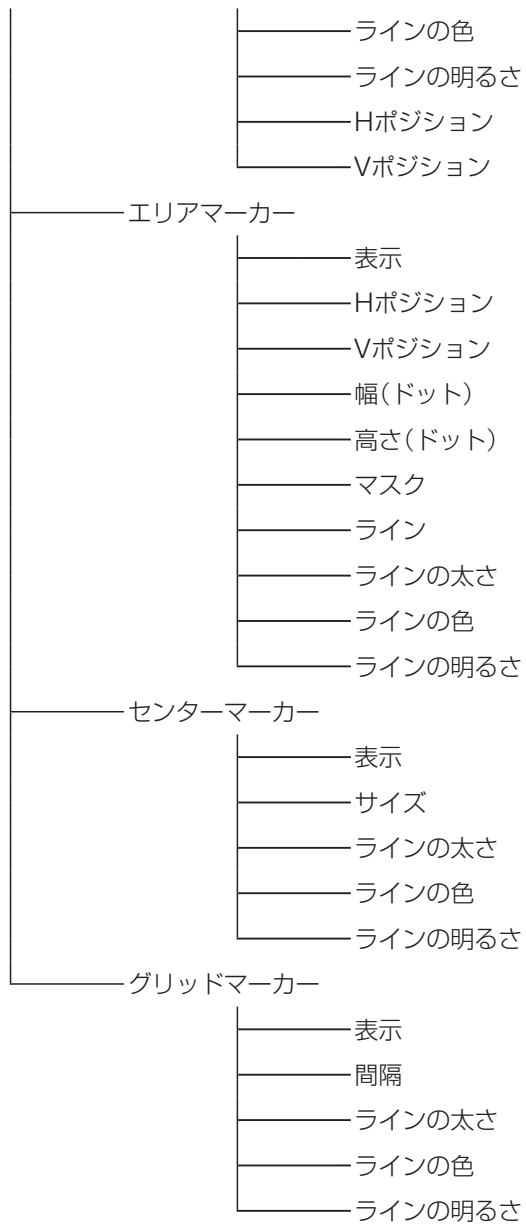 ラインの色
ラインの明るさ
Hポジション
Vポジション
エリアマーカー
表示
Hポジション
Vポジション
幅（ドット）
高さ（ドット）
マスク
ライン
ラインの太さ
ラインの色
ラインの明るさ
センターマーカー
表示
サイズ
ラインの太さ
ラインの色
ラインの明るさ
グリッドマーカー
表示
間隔
ラインの太さ
ラインの色
ラインの明るさ